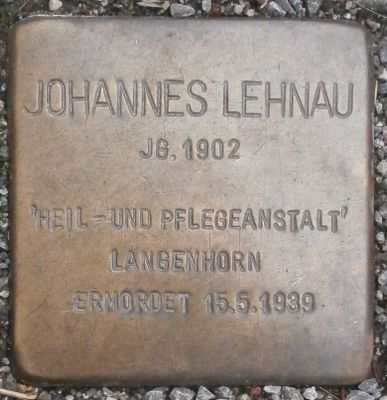 JOHANNES LEHNAU
JG. 1902
'HEIL-UND PFLEGEANSTALT'
LANGENHORN
ERMORDET 15.5.1939